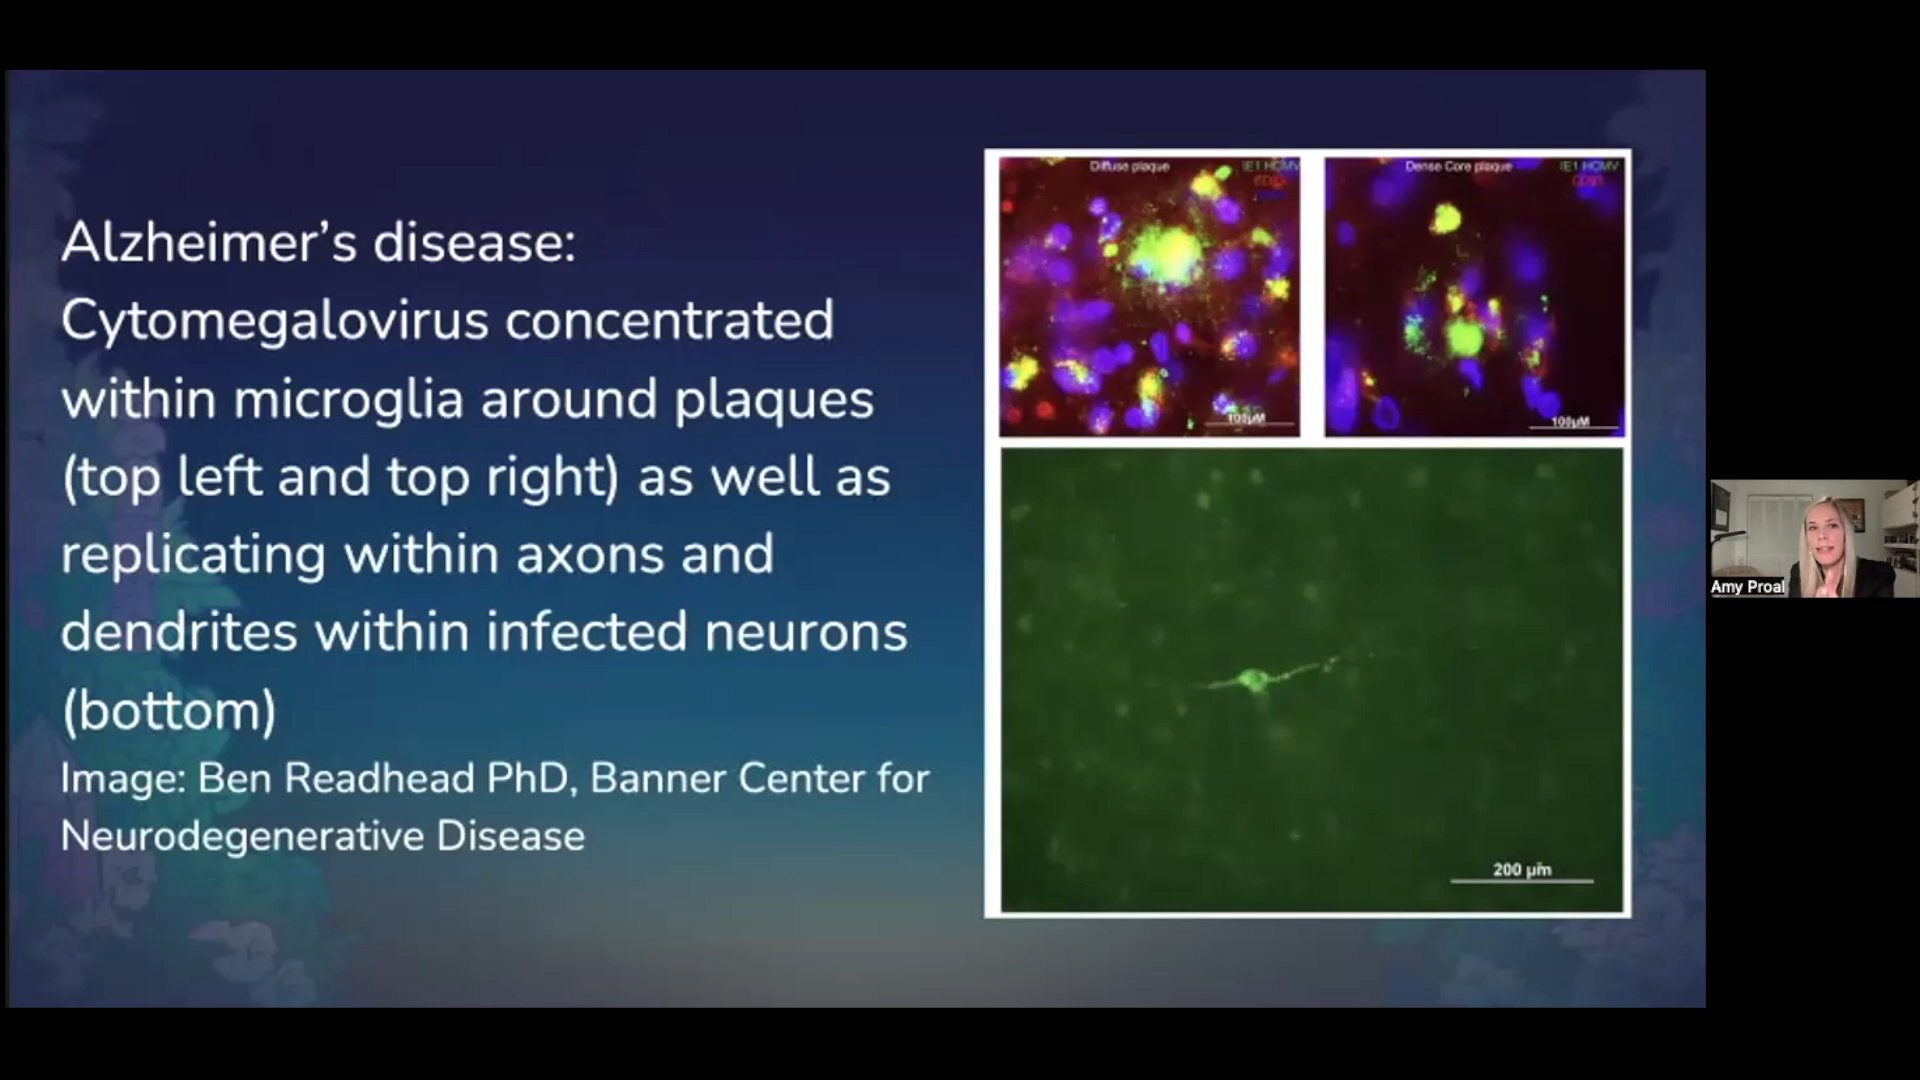 Alzheimer's disease:
Cytomegalovirus concentrated
within microglia around plaques
(top left and top right) as well as
replicating within axons and
dendrites within infected neurons
(bottom)
Image: Ben Readhead PhD, Banner Center for
Neurodegenerative Disease
Diffuse plaque
IE1 HCMV
100µM
Dense Core plaque
IE1 HCMV
100µM
200 µm
Amy Proal